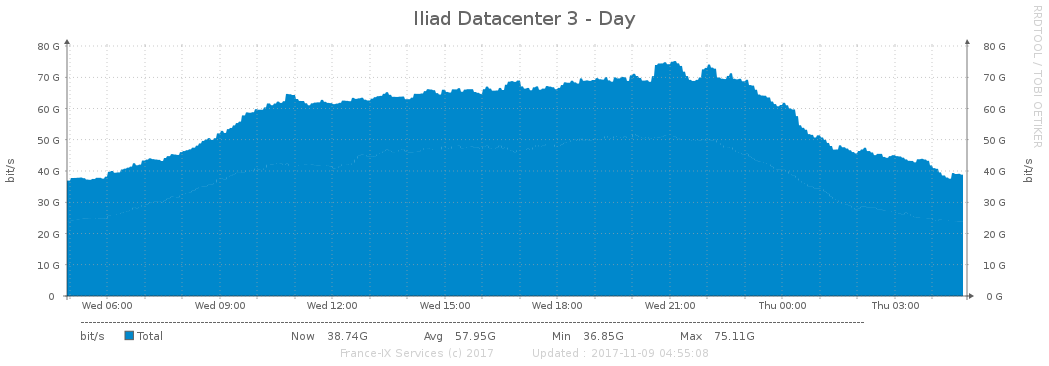 Iliad Datacenter 3 - Day
RRDTOOL / TOBI OETIKER
80 G 80 G
70 G 70 G
60 G 60 G
50 G 50 G
40 G 40 G
30 G 30 G
20 G 20 G
10 G 10 G
0 0 G
bit/s bit/s
Wed 06:00 Wed 09:00 Wed 12:00 Wed 15:00 Wed 18:00 Wed 21:00 Thu 00:00 Thu 03:00
bit/s Total Now 38.74G Avg 57.95G Min 36.85G Max 75.11G
France-IX Services (c) 2017 Updated : 2017-11-09 04:55:08